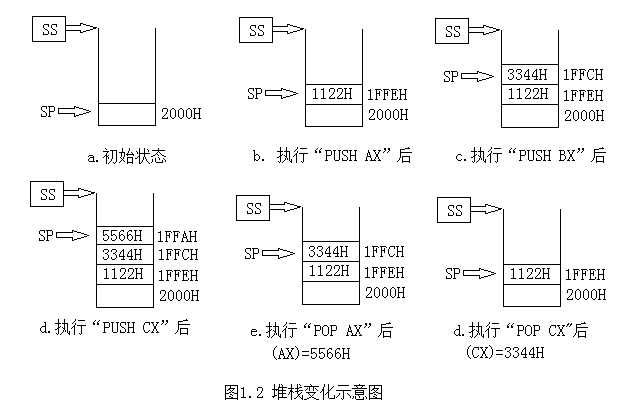 SS
SP
2000H
a.初始状态
SS
SP
1122H 1FFEH
2000H
b. 执行“PUSH AX”后
SS
SP
3344H 1FFCH
1122H 1FFEH
2000H
c.执行“PUSH BX”后
SS
SP
5566H 1FFAH
3344H 1FFCH
1122H 1FFEH
2000H
d.执行“PUSH CX”后
SS
SP
3344H 1FFCH
1122H 1FFEH
2000H
e.执行“POP AX”后
(AX)=5566H
SS
SP
1122H 1FFEH
2000H
d.执行“POP CX"后
(CX)=3344H
图1.2 堆栈变化示意图